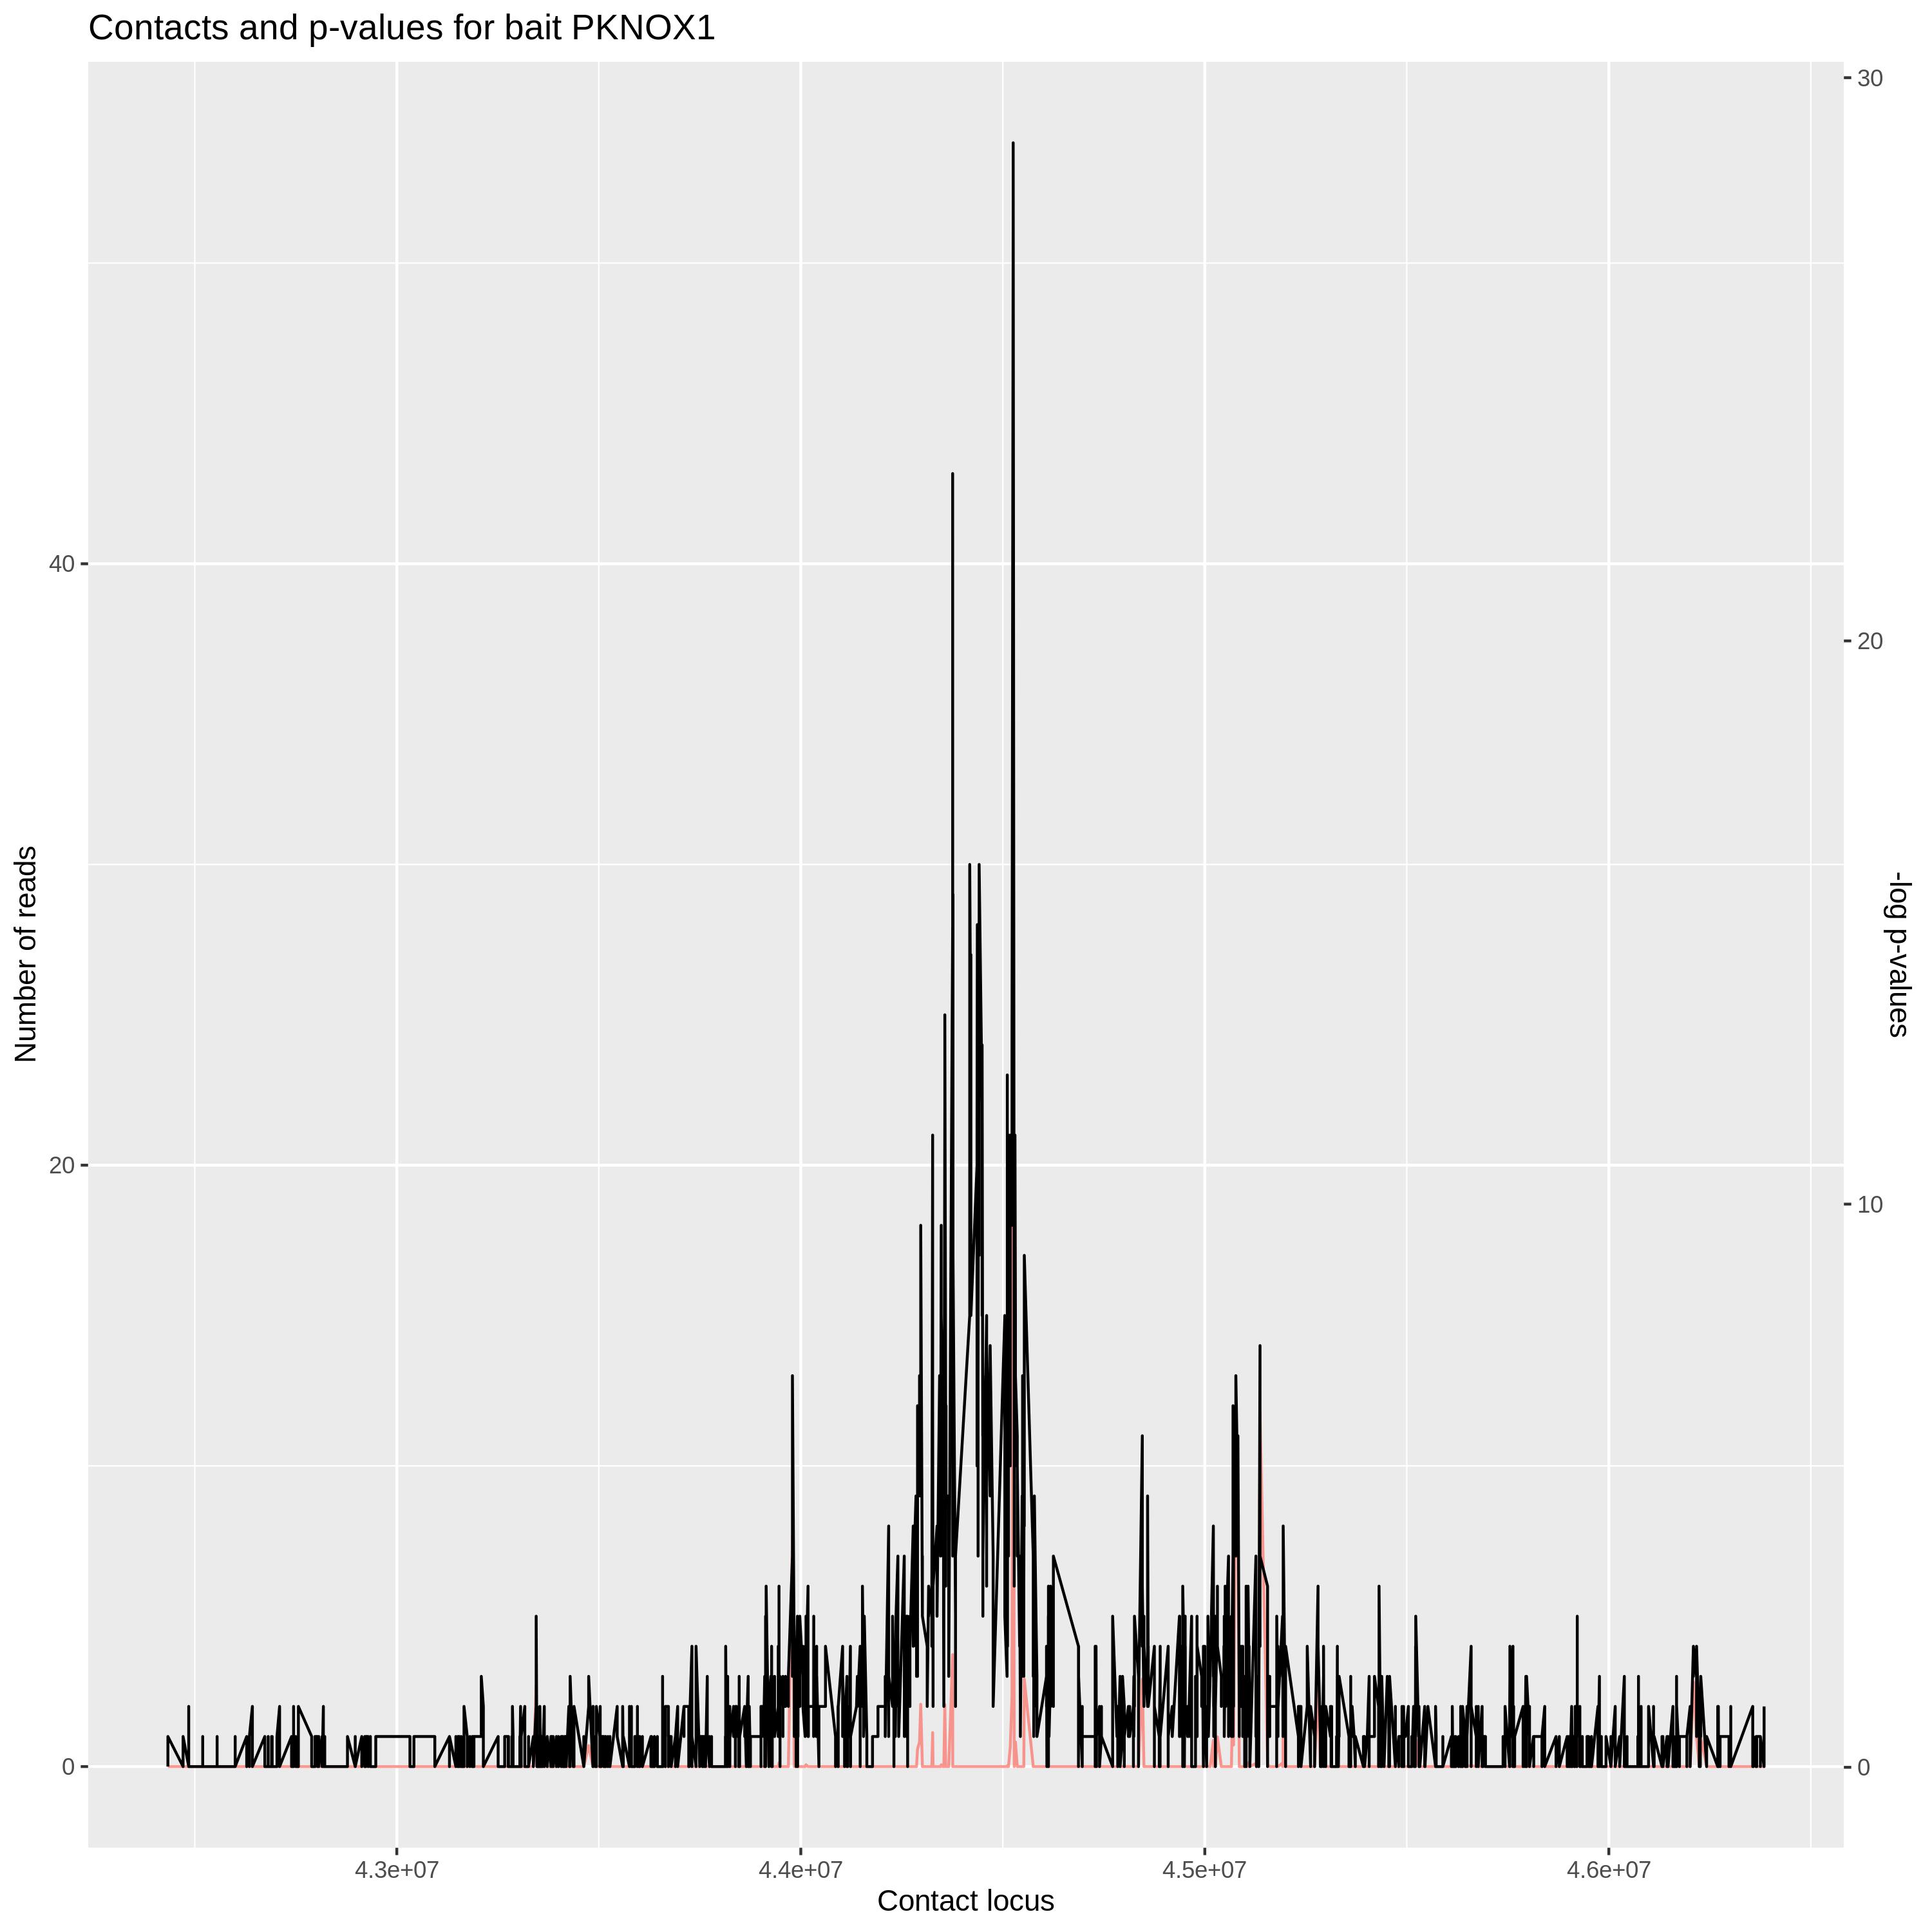 Contacts and p-values for bait PKNOX1
30
40
20
20
10
0
0
Number of reads
-log p-values
4.3e+07
4.4e+07
4.5e+07
4.6e+07
Contact locus